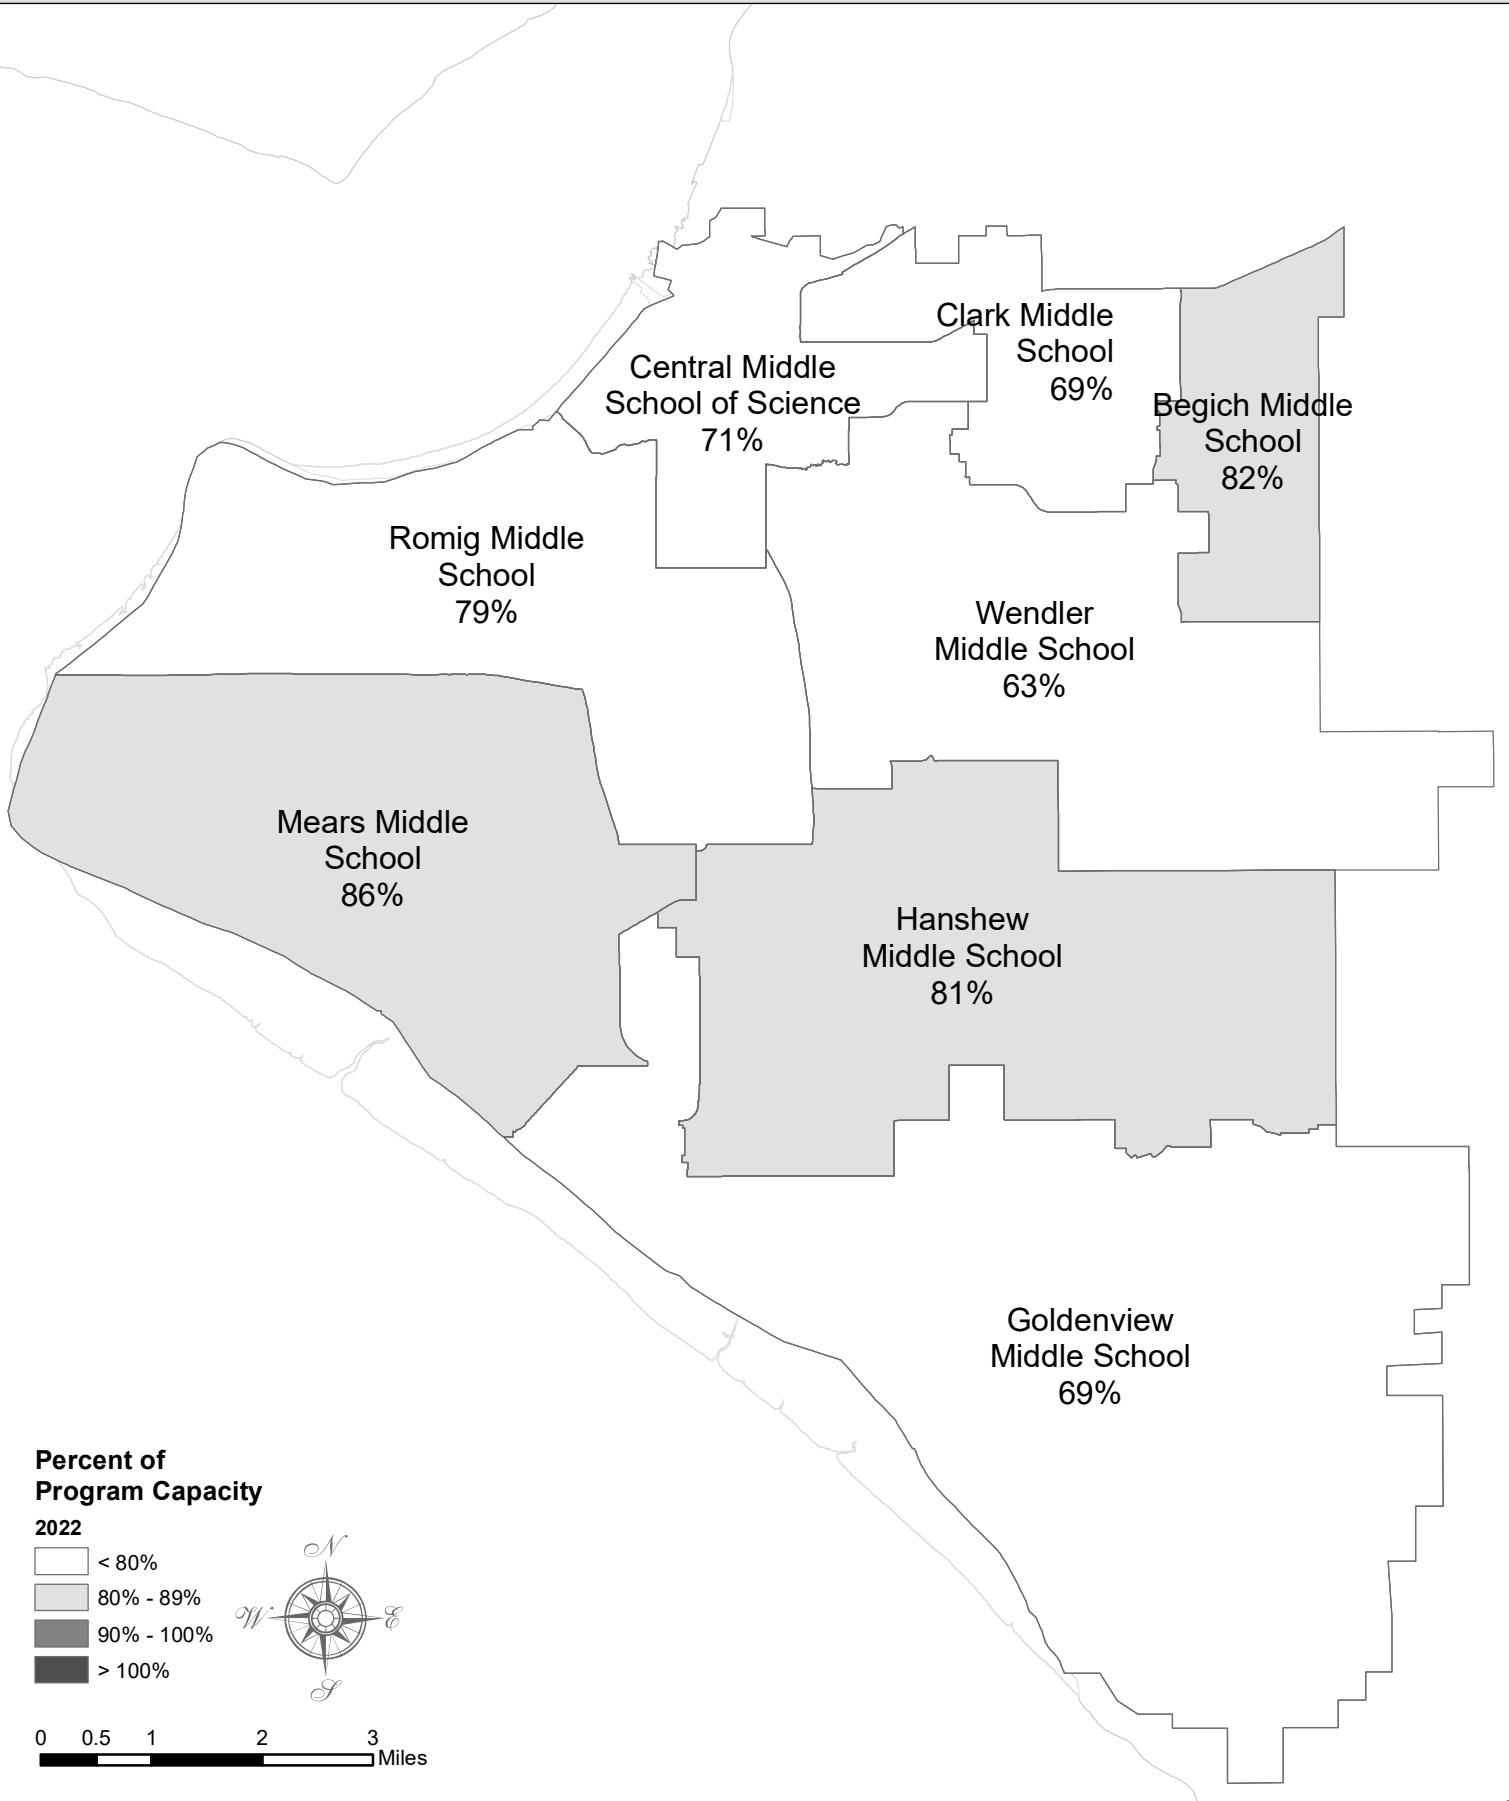 Clark Middle
School
69%
Central Middle
School of Science
71%
Begich Middle
School
82%
Romig Middle
School
79%
Wendler
Middle School
63%
Mears Middle
School
86%
Hanshew
Middle School
81%
Goldenview
Middle School
69%
Percent of
Program Capacity
2022
< 80%
80% - 89%
90% - 100%
> 100%
N
W E
S
0 0.5 1 2 3
Miles